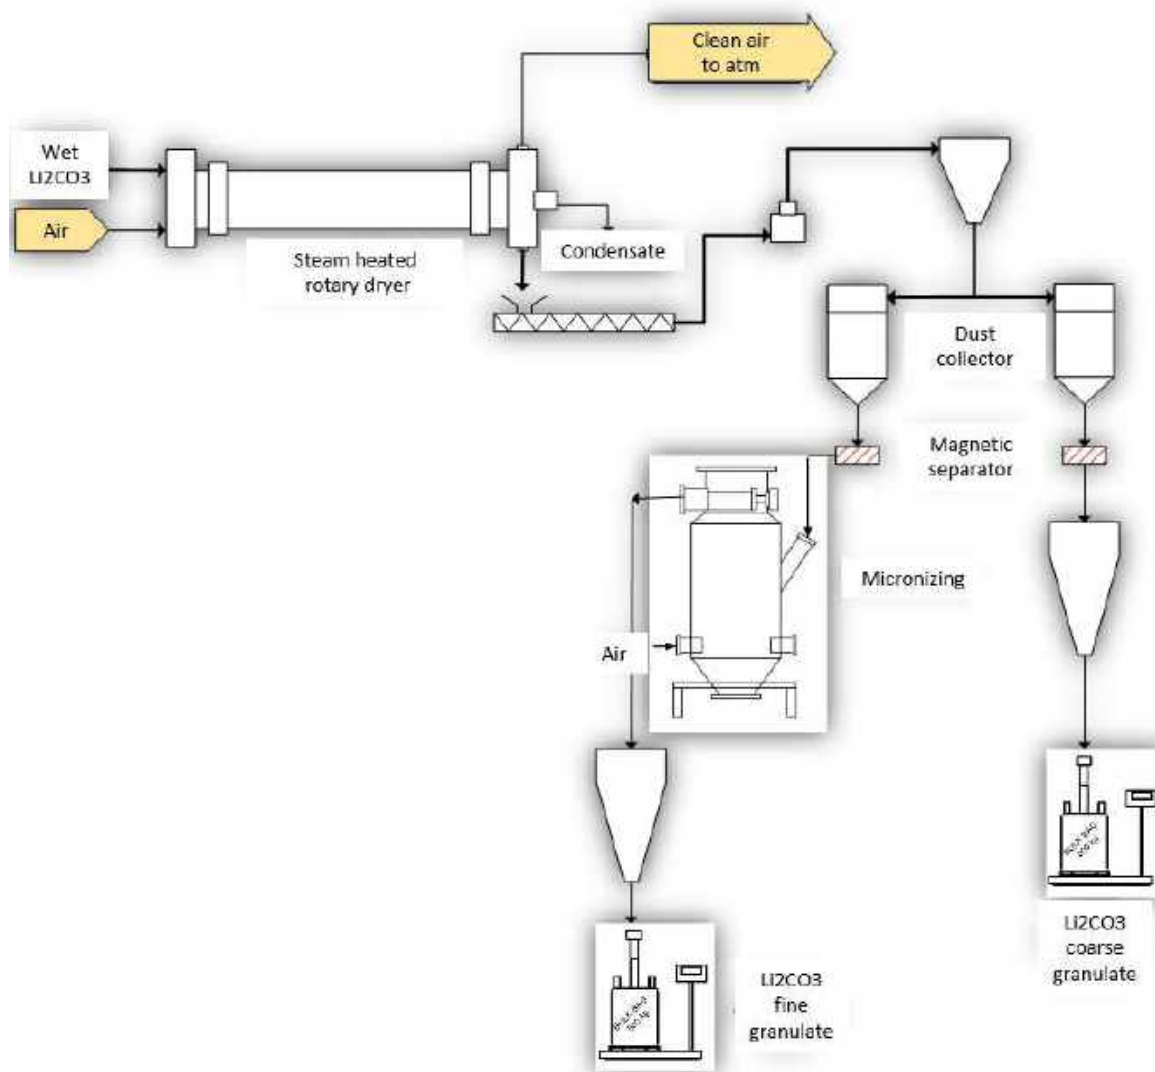 Clean air
to atm
Wet
Li2CO3
Air
Steam heated
rotary dryer
Condensate
Dust
collector
Magnetic
separator
Micronizing
Air
Li2CO3
coarse
granulate
Li2CO3
fine
granulate